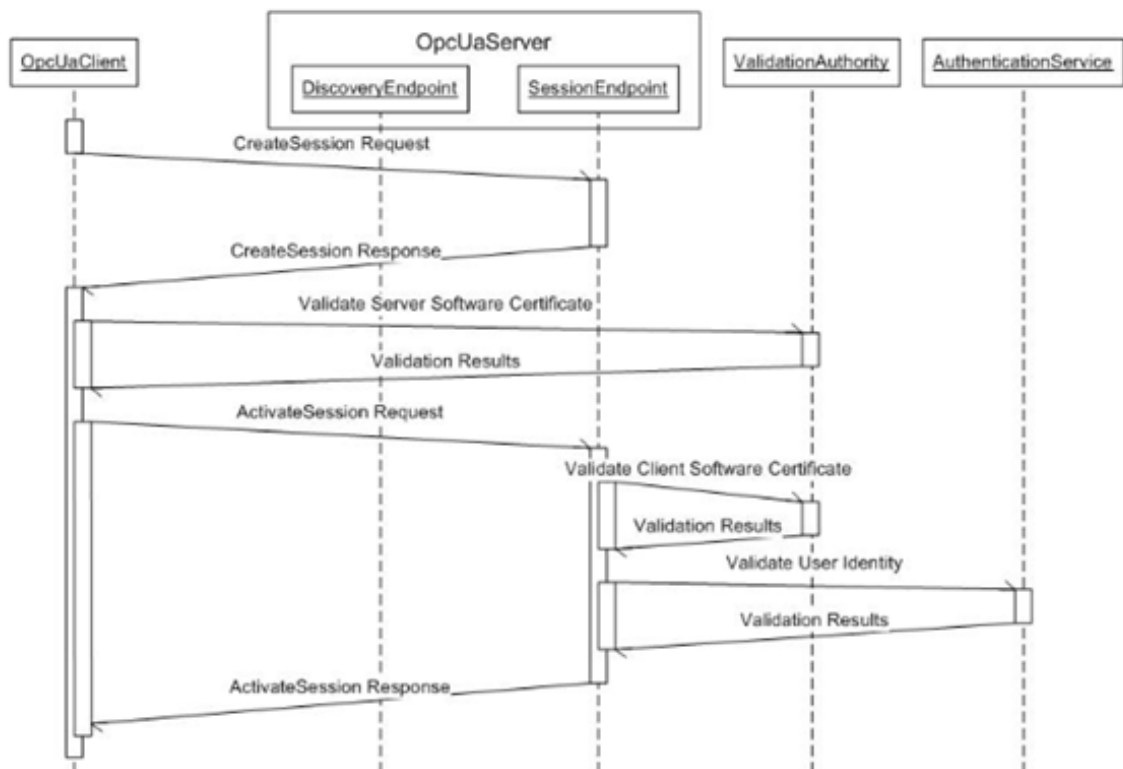 OpcUaServer
OpcUaClient
DiscoveryEndpoint
SessionEndpoint
ValidationAuthority
AuthenticationService
CreateSession Request
CreateSession Response
Validate Server Software Certificate
Validation Results
ActivateSession Request
Validate Client Software Certificate
Validation Results
Validate User Identity
Validation Results
ActivateSession Response